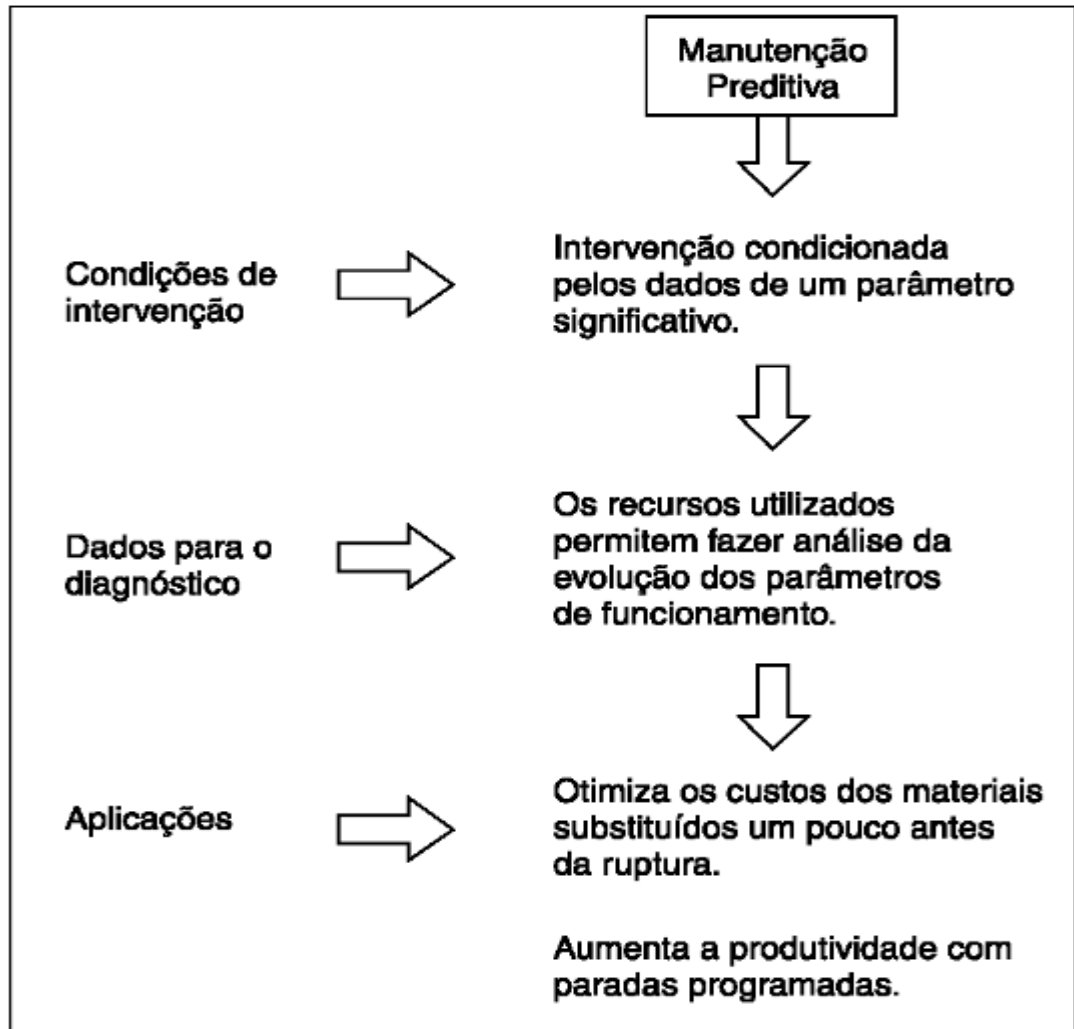 Manutenção
Preditiva
Condições de
intervenção
Intervenção condicionada
pelos dados de um parâmetro
significativo.
Dados para o
diagnóstico
Os recursos utilizados
permitem fazer análise da
evolução dos parâmetros
de funcionamento.
Aplicações
Otimiza os custos dos materiais
substituídos um pouco antes
da ruptura.
Aumenta a produtividade com
paradas programadas.